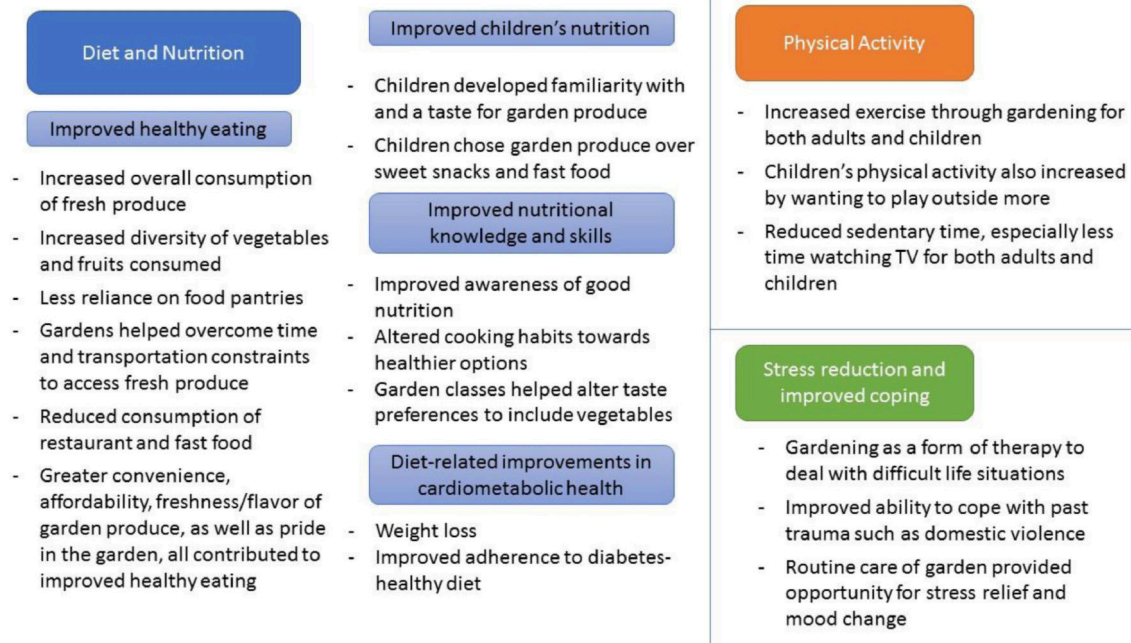 Diet and Nutrition
Improved healthy eating
- Increased overall consumption
of fresh produce
- Increased diversity of vegetables
and fruits consumed
- Less reliance on food pantries
- Gardens helped overcome time
and transportation constraints
to access fresh produce
- Reduced consumption of
restaurant and fast food
- Greater convenience,
affordability, freshness/flavor of
garden produce, as well as pride
in the garden, all contributed to
improved healthy eating
Improved children’s nutrition
- Children developed familiarity with
and a taste for garden produce
- Children chose garden produce over
sweet snacks and fast food
Improved nutritional
knowledge and skills
- Improved awareness of good
nutrition
- Altered cooking habits towards
healthier options
- Garden classes helped alter taste
preferences to include vegetables
Diet-related improvements in
cardiometabolic health
- Weight loss
- Improved adherence to diabetes-
healthy diet
Physical Activity
- Increased exercise through gardening for
both adults and children
- Children’s physical activity also increased
by wanting to play outside more
- Reduced sedentary time, especially less
time watching TV for both adults and
children
Stress reduction and
improved coping
- Gardening as a form of therapy to
deal with difficult life situations
- Improved ability to cope with past
trauma such as domestic violence
- Routine care of garden provided
opportunity for stress relief and
mood change